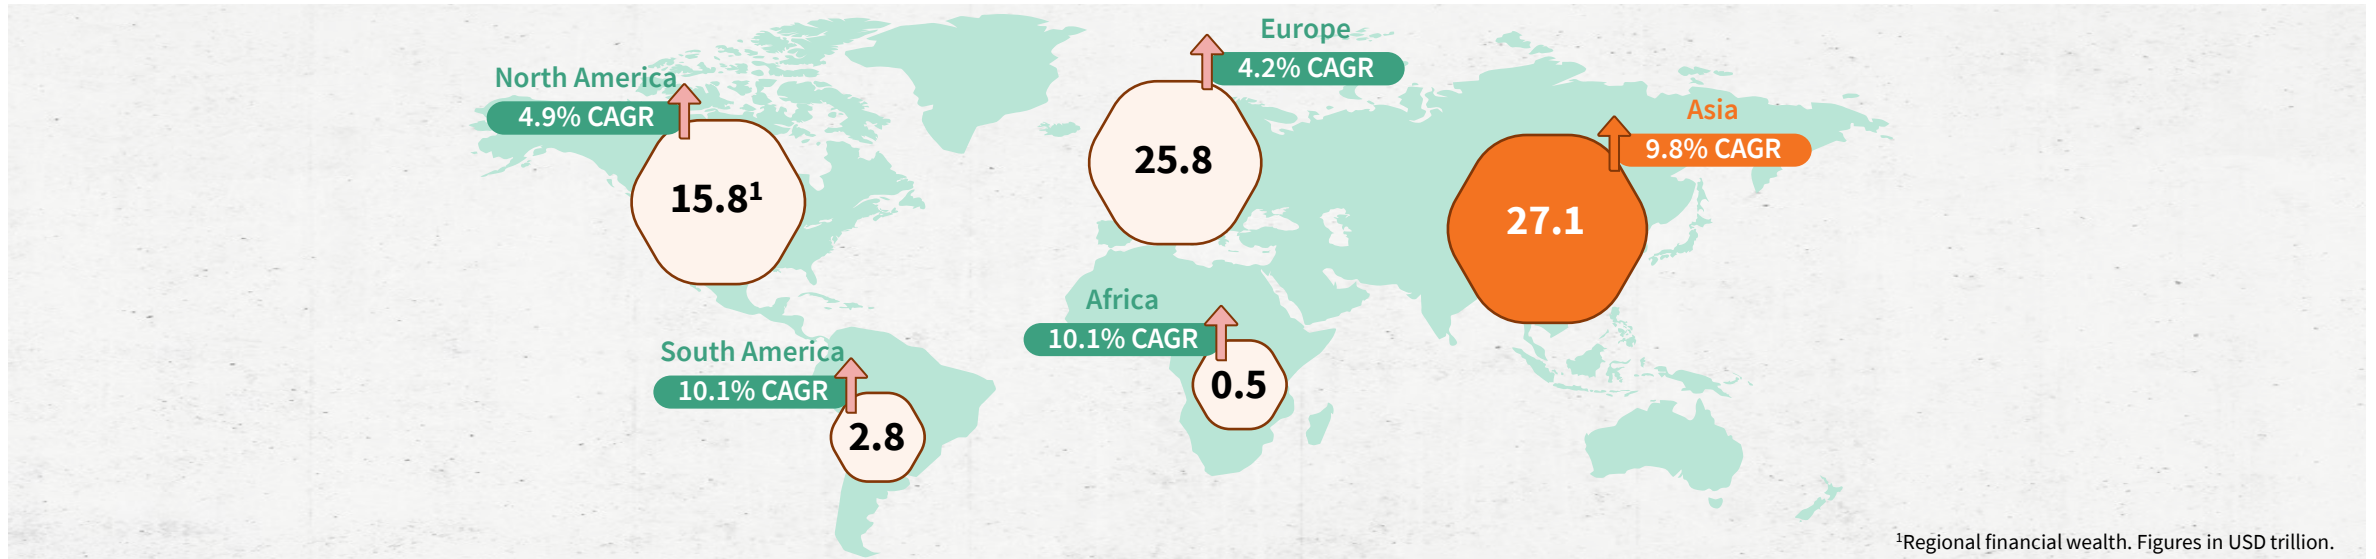 North America
4.9% CAGR
15.8¹
Europe
4.2% CAGR
25.8
Asia
9.8% CAGR
27.1
South America
10.1% CAGR
2.8
Africa
10.1% CAGR
0.5
¹Regional financial wealth. Figures in USD trillion.